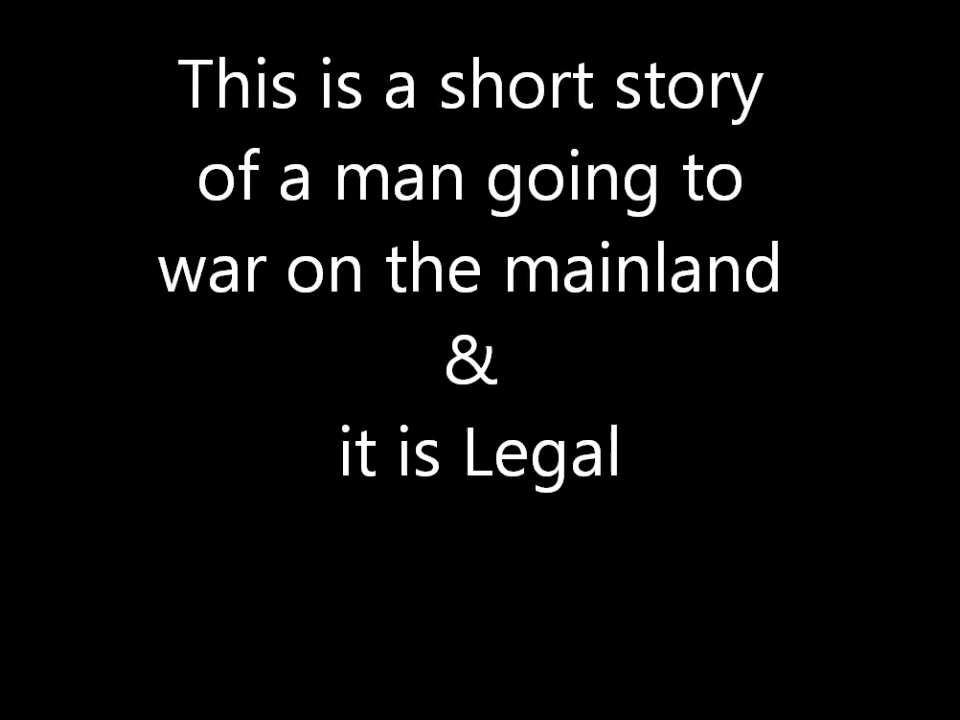 This is a short story
of a man going to
war on the mainland
&
it is Legal